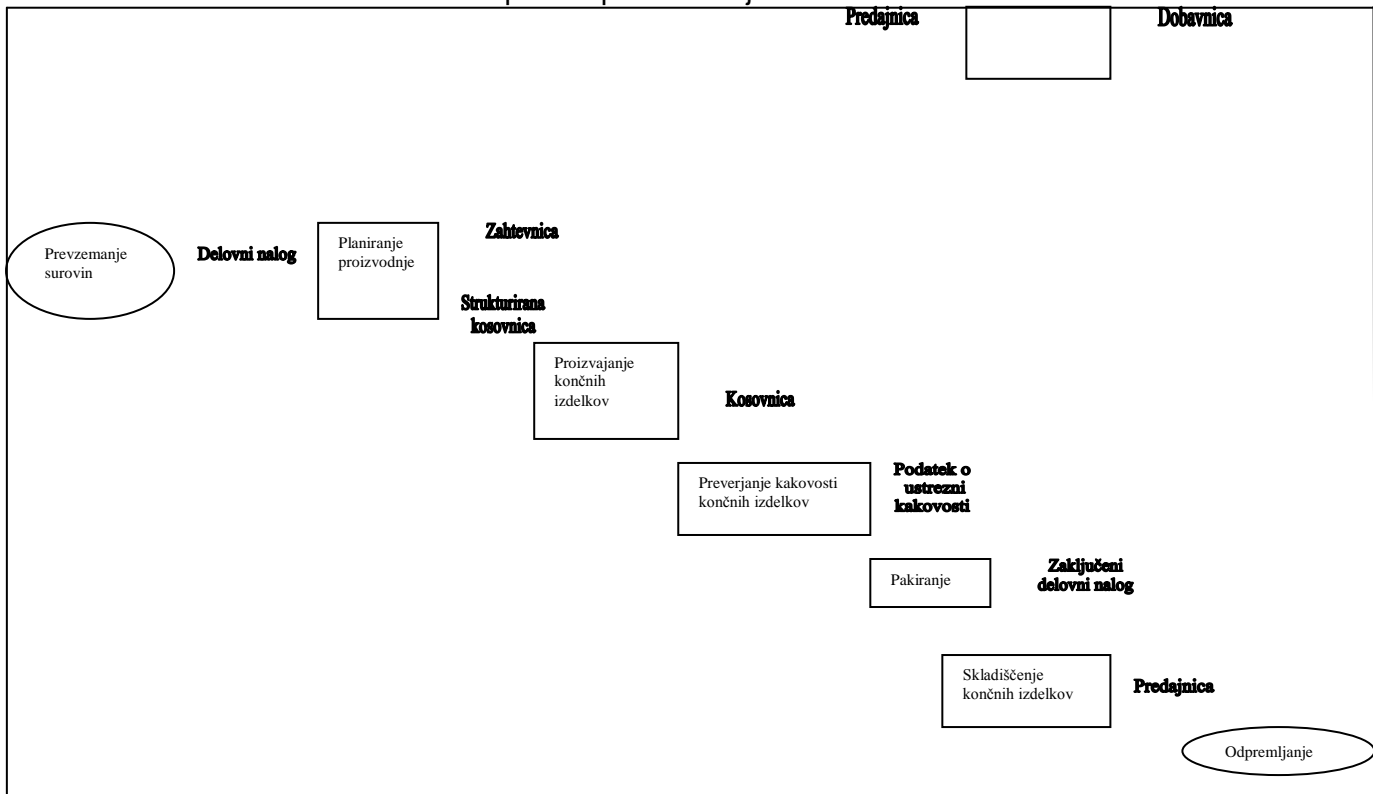 Predajnica
Dobavnica
Prevzemanje
surovin
Delovni nalog
Planiranje
proizvodnje
Zahtevnica
Strukturirana
kosovnica
Proizvajanje
končnih
izdelkov
Kosovnica
Preverjanje kakovosti
končnih izdelkov
Podatek o
ustrezni
kakovosti
Pakiranje
Zaključeni
delovni nalog
Skladiščenje
končnih izdelkov
Predajnica
Odpremljanje